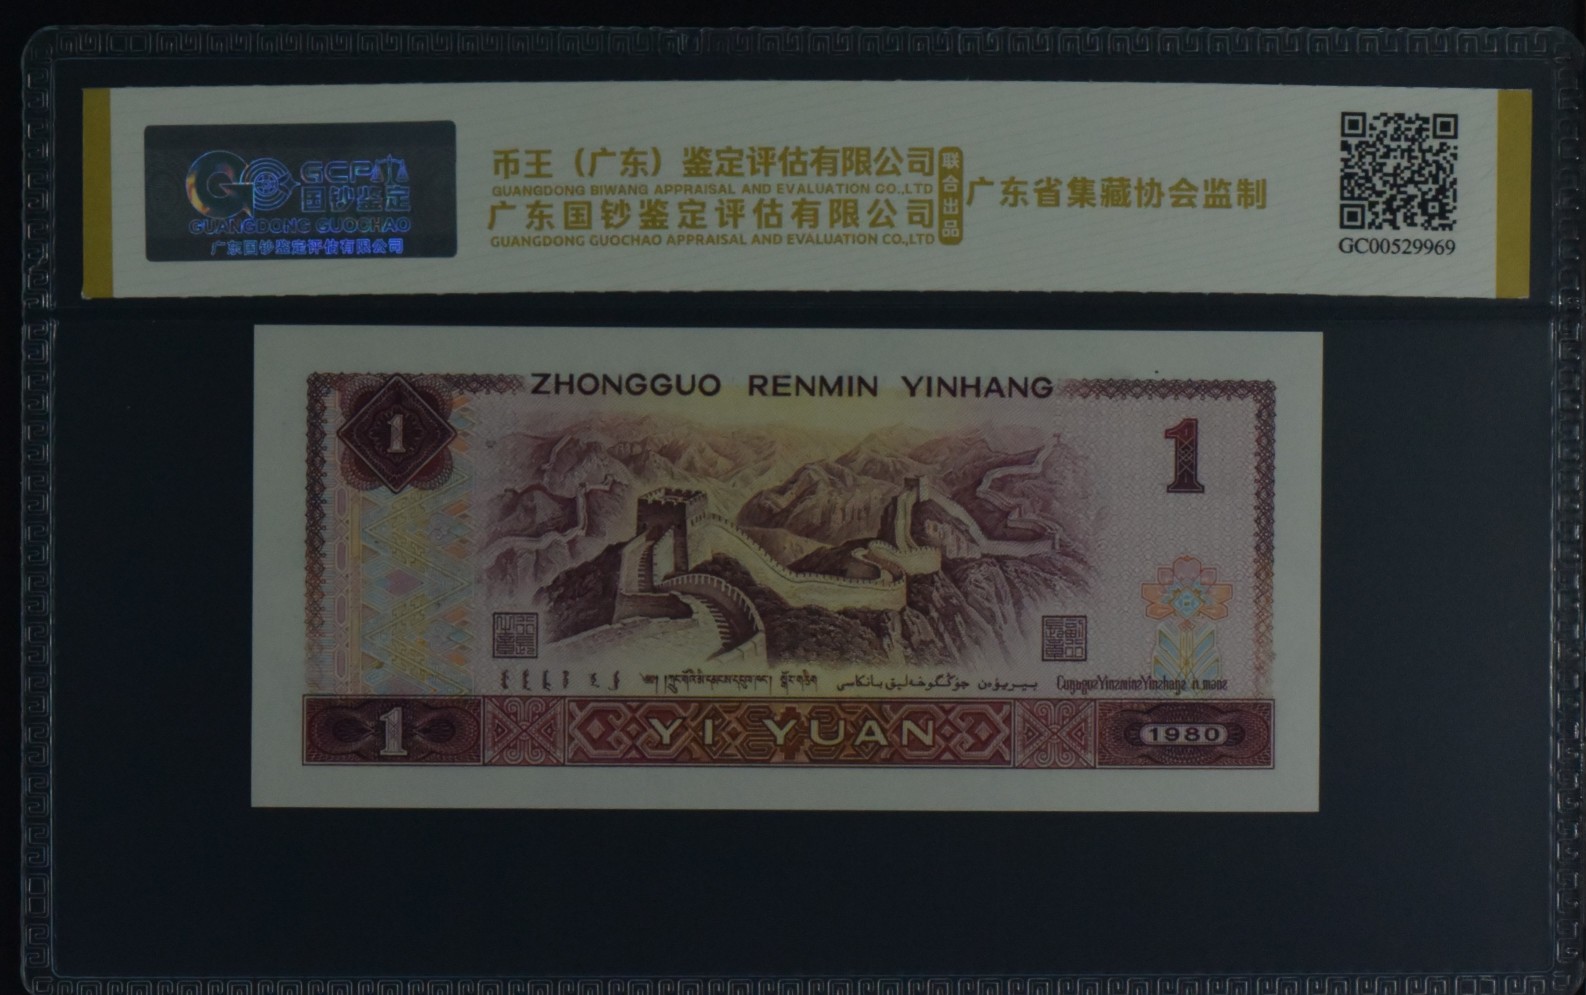 GCF
国钞鉴定
GUANGDONG GUOCHAO
广东国钞鉴定评估有限公司
币王（广东）鉴定评估有限公司
GUANGDONG BIWANG APPRAISAL AND EVALUATION CO.,LTD
广东国钞鉴定评估有限公司
GUANGDONG GUOCHAO APPRAISAL AND EVALUATION CO.,LTD
联合出品
广东省集藏协会监制
GC00529969
ZHONGGUO RENMIN YINHANG
1
1
1
YI YUAN
1980